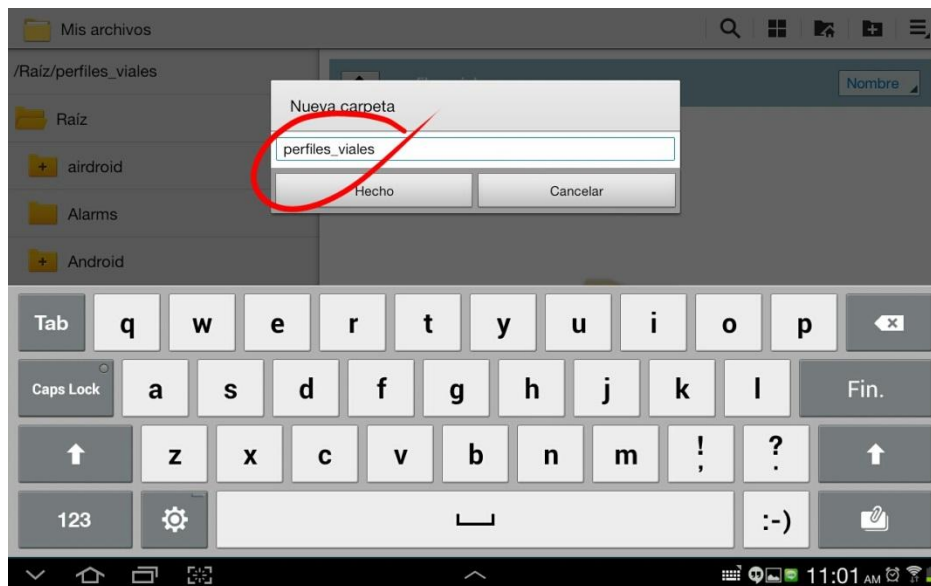 Mis archivos
/Raíz/perfiles_viales
Nombre
Raíz
airdroid
Alarms
Android
Nueva carpeta
perfiles_viales
Hecho
Cancelar
Tab q w e r t y u i o p
Caps Lock a s d f g h j k l Fin.
z x c v b n m ! , ? .
123 :-)
11:01 AM